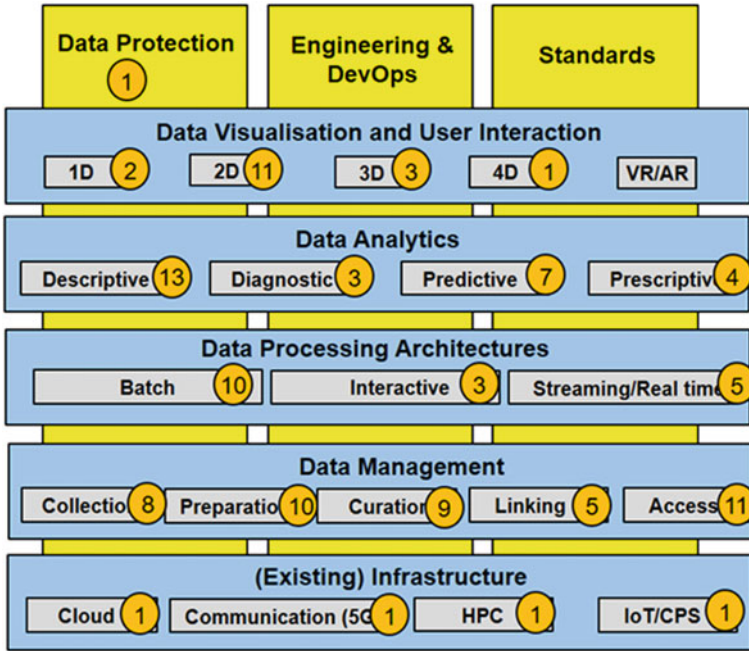 Data Protection
1
Engineering &
DevOps
Standards
Data Visualisation and User Interaction
1D 2 2D 11 3D 3 4D 1 VR/AR
Data Analytics
Descriptive 13 Diagnostic 3 Predictive 7 Prescriptiv 4
Data Processing Architectures
Batch 10 Interactive 3 Streaming/Real time 5
Data Management
Collectio 8 Preparatio 10 Curation 9 Linking 5 Access 11
(Existing) Infrastructure
Cloud 1 Communication (5G 1 HPC 1 IoT/CPS 1